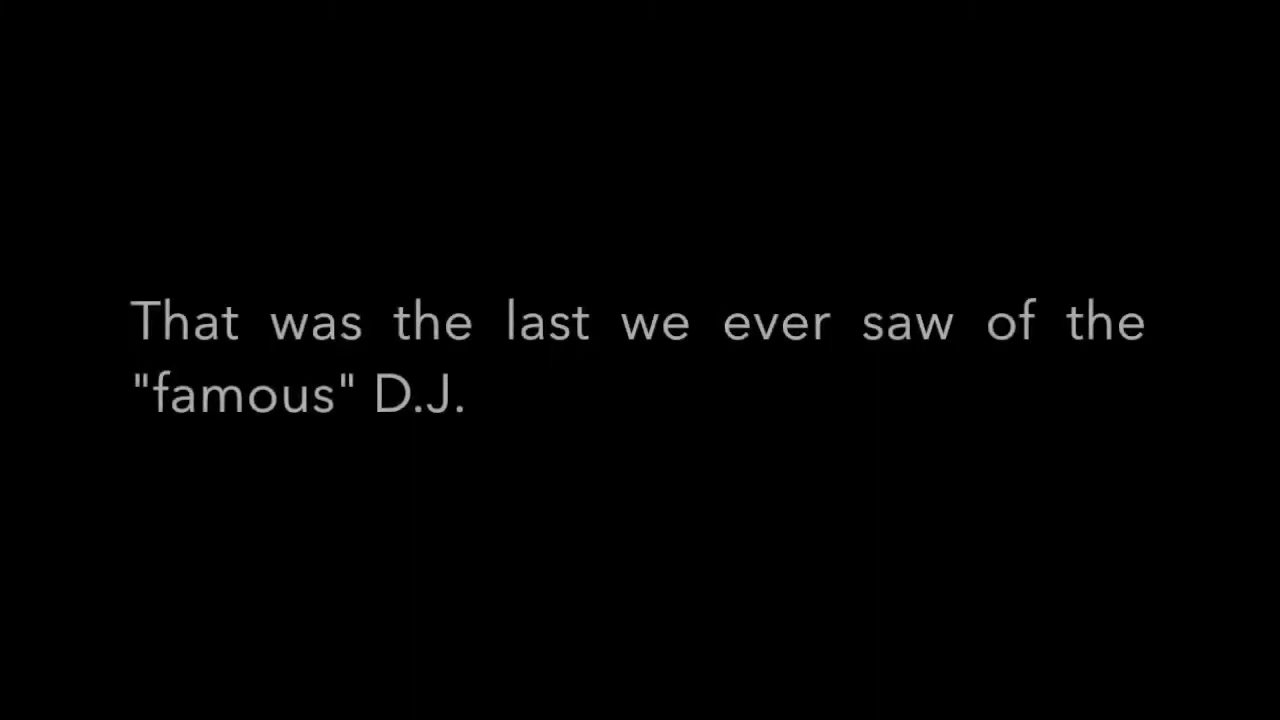 That was the last we ever saw of the
"famous" D.J.